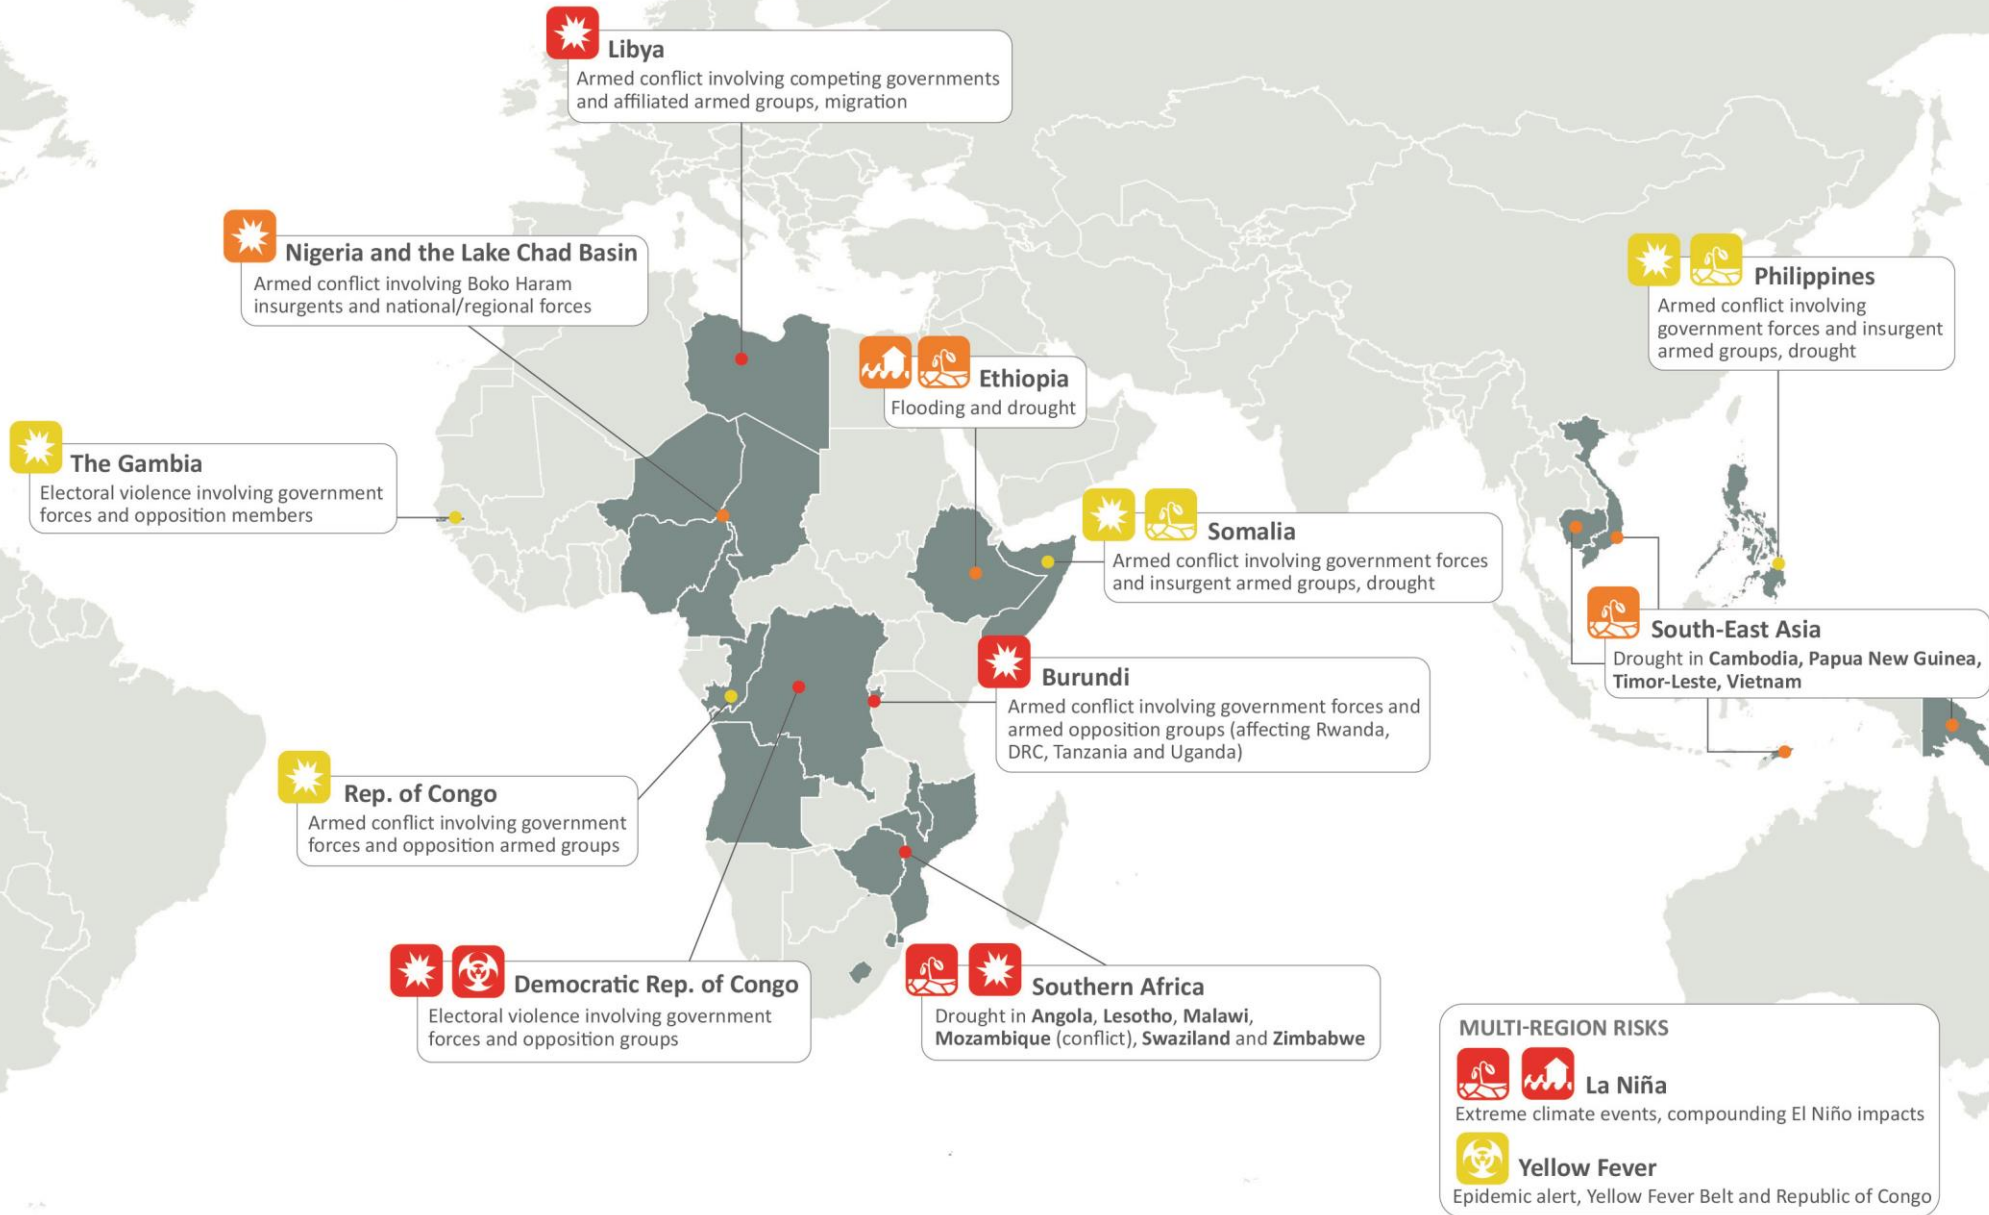 Libya
Armed conflict involving competing governments
and affiliated armed groups, migration
Nigeria and the Lake Chad Basin
Armed conflict involving Boko Haram
insurgents and national/regional forces
Philippines
Armed conflict involving
government forces and insurgent
armed groups, drought
Ethiopia
Flooding and drought
The Gambia
Electoral violence involving government
forces and opposition members
Somalia
Armed conflict involving government forces
and insurgent armed groups, drought
South-East Asia
Drought in Cambodia, Papua New Guinea,
Timor-Leste, Vietnam
Burundi
Armed conflict involving government forces and
armed opposition groups (affecting Rwanda,
DRC, Tanzania and Uganda)
Rep. of Congo
Armed conflict involving government
forces and opposition armed groups
Democratic Rep. of Congo
Electoral violence involving government
forces and opposition groups
Southern Africa
Drought in Angola, Lesotho, Malawi,
Mozambique (conflict), Swaziland and Zimbabwe
MULTI-REGION RISKS
La Niña
Extreme climate events, compounding El Niño impacts
Yellow Fever
Epidemic alert, Yellow Fever Belt and Republic of Congo